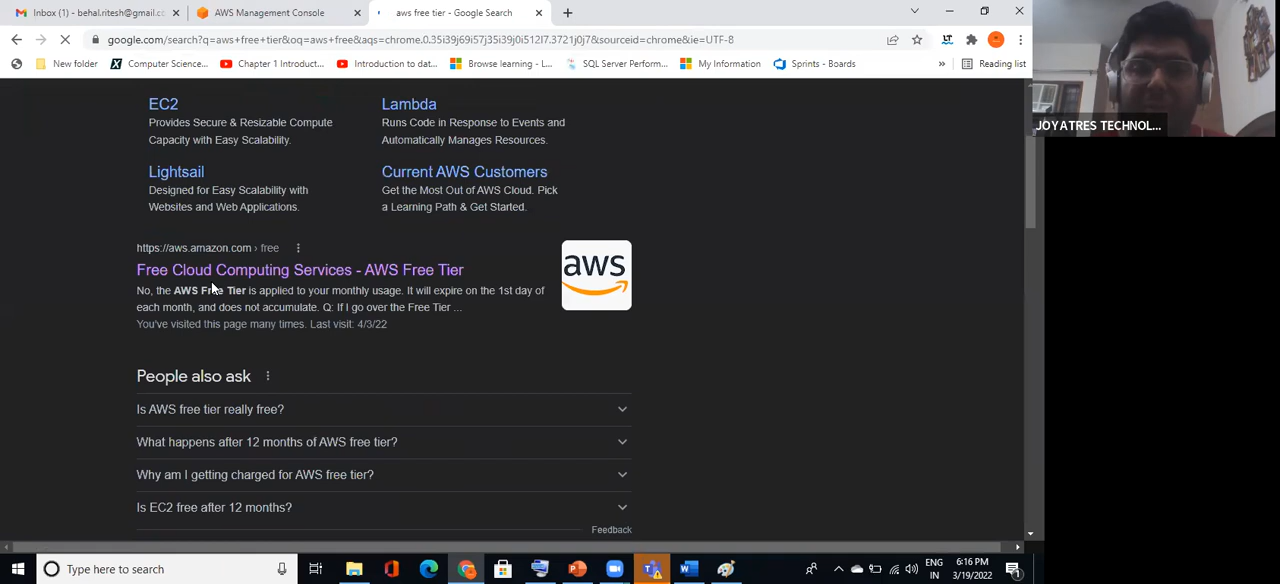 Inbox (1) - behal.ritesh@gmail.cc
AWS Management Console
aws free tier - Google Search
google.com/search?q=aws+free+tier&oq=aws+free&aqs=chrome.0.35i39j69i57j35i39j0i512l7.3721j0j7&sourceid=chrome&ie=UTF-8
New folder
Computer Science...
Chapter 1 Introduct...
Introduction to dat...
Browse learning - L...
SQL Server Perform...
My Information
Sprints - Boards
»
Reading list
EC2
Provides Secure & Resizable Compute
Capacity with Easy Scalability.
Lambda
Runs Code in Response to Events and
Automatically Manages Resources.
Lightsail
Designed for Easy Scalability with
Websites and Web Applications.
Current AWS Customers
Get the Most Out of AWS Cloud. Pick
a Learning Path & Get Started.
https://aws.amazon.com › free
Free Cloud Computing Services - AWS Free Tier
No, the AWS Free Tier is applied to your monthly usage. It will expire on the 1st day of
each month, and does not accumulate. Q: If I go over the Free Tier ...
You've visited this page many times. Last visit: 4/3/22
aws
People also ask
Is AWS free tier really free?
What happens after 12 months of AWS free tier?
Why am I getting charged for AWS free tier?
Is EC2 free after 12 months?
Feedback
JOYATRES TECHNOL...
Type here to search
ENG
IN
6:16 PM
3/19/2022
1